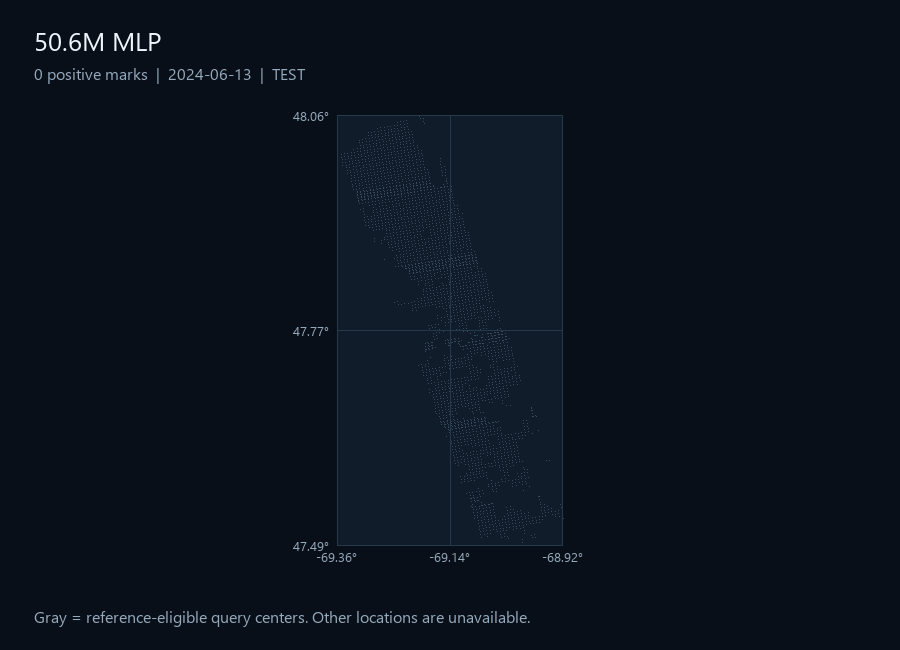 50.6M MLP
0 positive marks | 2024-06-13 | TEST
48.06°
47.77°
47.49°
-69.36° -69.14° -68.92°
Gray = reference-eligible query centers. Other locations are unavailable.